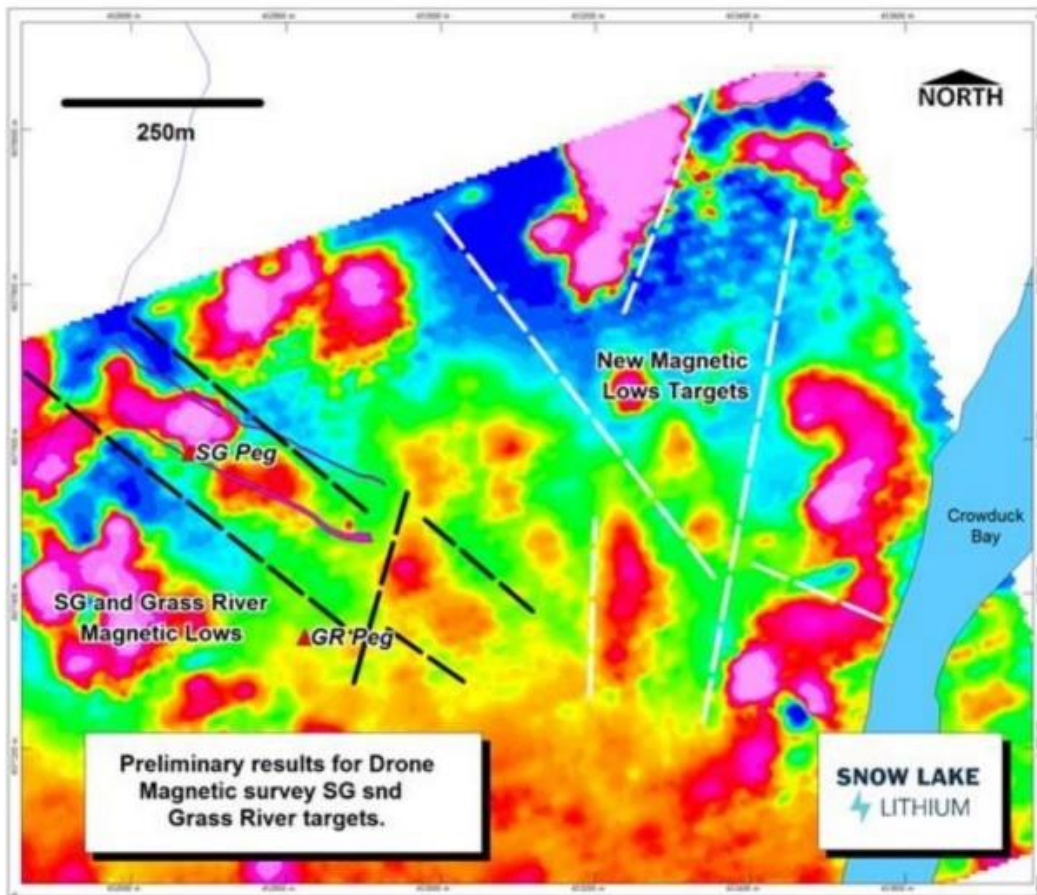 NORTH
250m
New Magnetic
Lows Targets
SG Peg
Crowduck
Bay
SG and Grass River
Magnetic Lows
GR Peg
Preliminary results for Drone
Magnetic survey SG snd
Grass River targets.
SNOW LAKE
LITHIUM